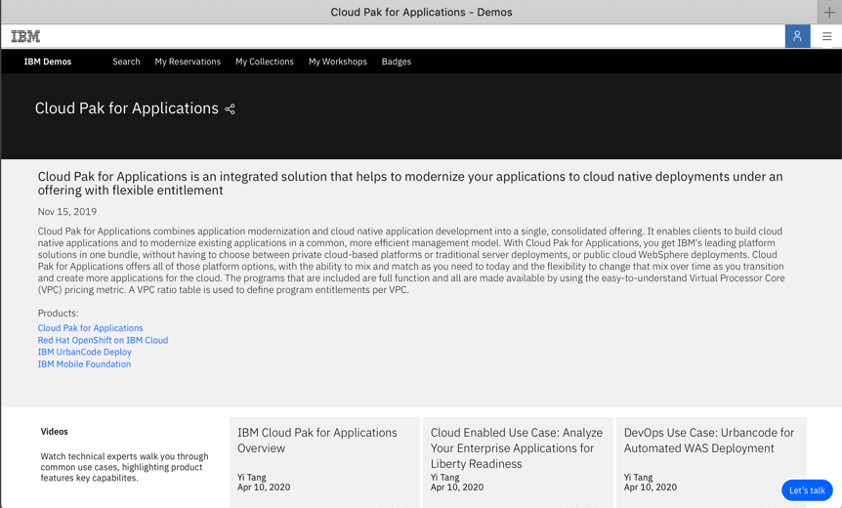 Cloud Pak for Applications - Demos
IBM
IBM Demos Search My Reservations My Collections My Workshops Badges
Cloud Pak for Applications
Cloud Pak for Applications is an integrated solution that helps to modernize your applications to cloud native deployments under an
offering with flexible entitlement
Nov 15, 2019
Cloud Pak for Applications combines application modernization and cloud native application development into a single, consolidated offering. It enables clients to build cloud
native applications and to modernize existing applications in a common, more efficient management model. With Cloud Pak for Applications, you get IBM's leading platform
solutions in one bundle, without having to choose between private cloud-based platforms or traditional server deployments, or public cloud WebSphere deployments. Cloud
Pak for Applications offers all of those platform options, with the ability to mix and match as you need to today and the flexibility to change that mix over time as you transition
and create more applications for the cloud. The programs that are included are full function and all are made available by using the easy-to-understand Virtual Processor Core
(VPC) pricing metric. A VPC ratio table is used to define program entitlements per VPC.
Products:
Cloud Pak for Applications
Red Hat OpenShift on IBM Cloud
IBM UrbanCode Deploy
IBM Mobile Foundation
Videos
Watch technical experts walk you through
common use cases, highlighting product
features key capabilites.
IBM Cloud Pak for Applications
Overview
Yi Tang
Apr 10, 2020
Cloud Enabled Use Case: Analyze
Your Enterprise Applications for
Liberty Readiness
Yi Tang
Apr 10, 2020
DevOps Use Case: Urbancode for
Automated WAS Deployment
Yi Tang
Apr 10, 2020
Let's talk